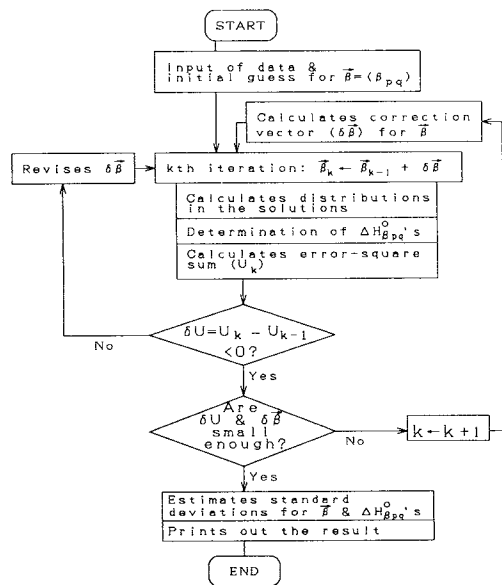 START
Input of data &
initial guess for β⃗=(β_pq)
Calculates correction
vector (δβ⃗) for β⃗
Revises δβ⃗
kth iteration: β⃗_k ← β⃗_k-1 + δβ⃗
Calculates distributions
in the solutions
Determination of ΔH°_βpq's
Calculates error-square
sum (U_k)
δU=U_k − U_k-1
<0?
No
Yes
Are
δU & δβ⃗
small
enough?
No
k←k+1
Yes
Estimates standard
deviations for β⃗ & ΔH°_βpq's
Prints out the result
END